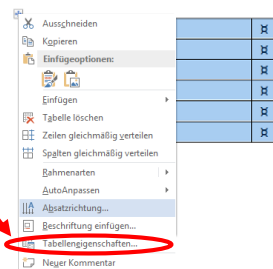 Ausschneiden
Kopieren
Einfügeoptionen:
Einfügen
Tabelle löschen
Zeilen gleichmäßig verteilen
Spalten gleichmäßig verteilen
Rahmenarten
AutoAnpassen
Absatzrichtung...
Beschriftung einfügen...
Tabelleneigenschaften...
Neuer Kommentar